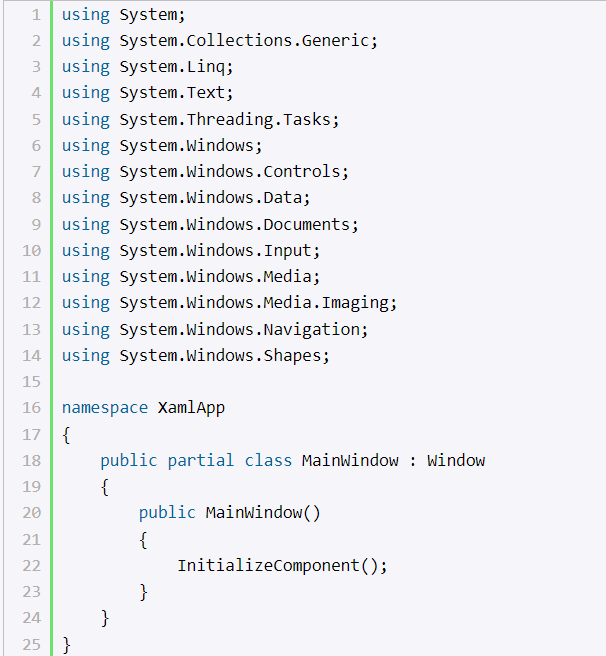 1 using System;
2 using System.Collections.Generic;
3 using System.Linq;
4 using System.Text;
5 using System.Threading.Tasks;
6 using System.Windows;
7 using System.Windows.Controls;
8 using System.Windows.Data;
9 using System.Windows.Documents;
10 using System.Windows.Input;
11 using System.Windows.Media;
12 using System.Windows.Media.Imaging;
13 using System.Windows.Navigation;
14 using System.Windows.Shapes;
15
16 namespace XamlApp
17 {
18     public partial class MainWindow : Window
19     {
20         public MainWindow()
21         {
22             InitializeComponent();
23         }
24     }
25 }